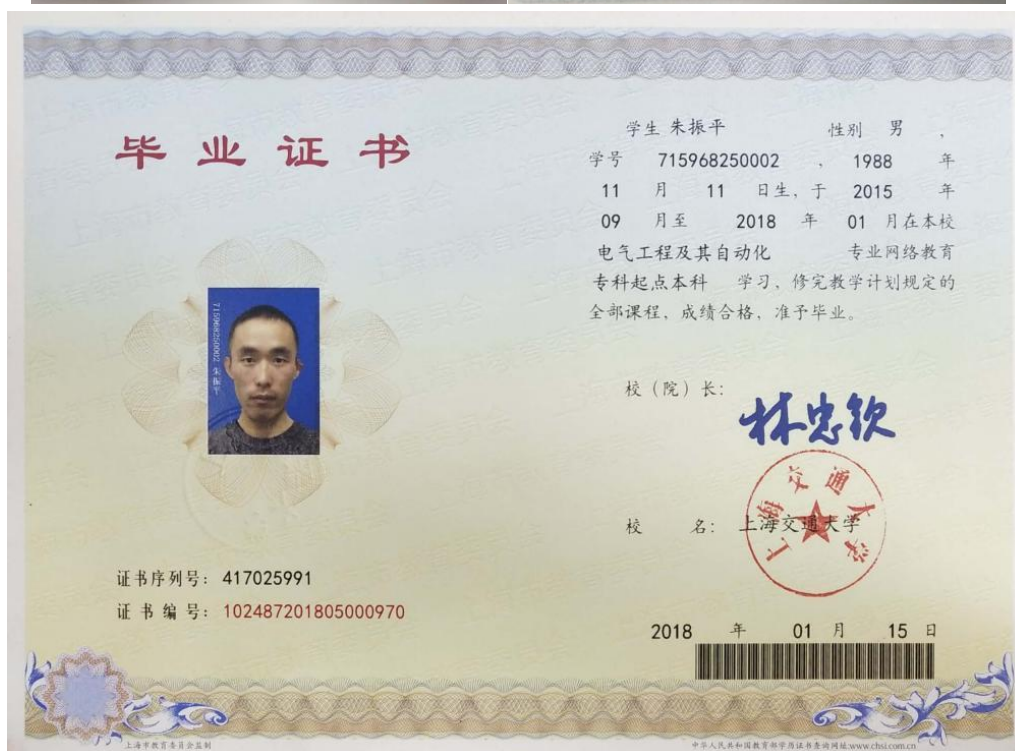 毕业证书
715968250002 朱振平
证书序列号：417025991
证书编号：102487201805000970
上海市教育委员会监制
学生 朱振平 性别 男 ，
学号 715968250002 ，1988 年
11 月 11 日生，于 2015 年
09 月至 2018 年 01 月在本校
电气工程及其自动化 专业网络教育
专科起点本科 学习，修完教学计划规定的
全部课程，成绩合格，准予毕业。
校（院）长：
林忠钦
校 名：上海交通大学
上海交通大学
2018 年 01 月 15 日
中华人民共和国教育部学历证书查询网址:www.chsi.com.cn